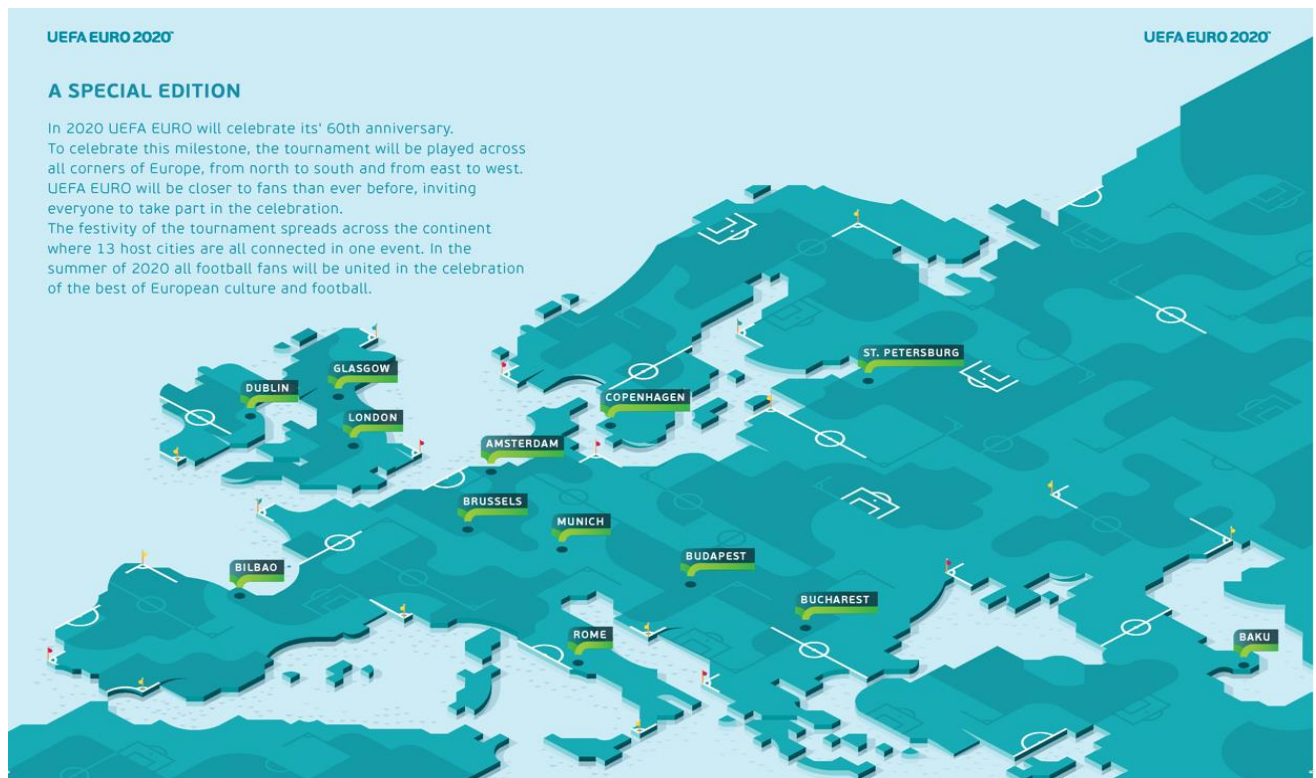 UEFA EURO 2020™
UEFA EURO 2020™
A SPECIAL EDITION
In 2020 UEFA EURO will celebrate its' 60th anniversary.
To celebrate this milestone, the tournament will be played across
all corners of Europe, from north to south and from east to west.
UEFA EURO will be closer to fans than ever before, inviting
everyone to take part in the celebration.
The festivity of the tournament spreads across the continent
where 13 host cities are all connected in one event. In the
summer of 2020 all football fans will be united in the celebration
of the best of European culture and football.
ST. PETERSBURG
GLASGOW
DUBLIN
COPENHAGEN
LONDON
AMSTERDAM
BRUSSELS
MUNICH
BUDAPEST
BILBAO
BUCHAREST
ROME
BAKU